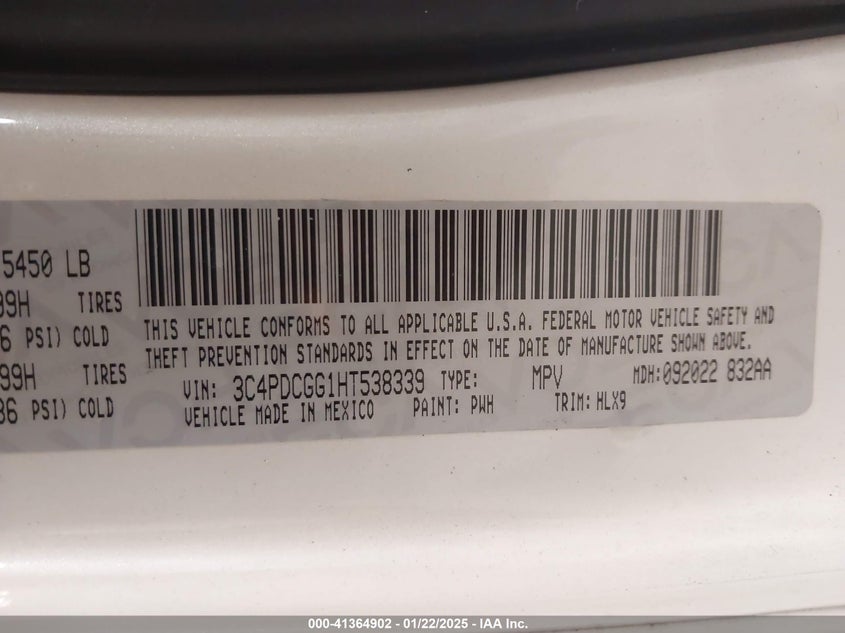 5450 LB
99H TIRES
6 PSI) COLD
99H TIRES
36 PSI) COLD
THIS VEHICLE CONFORMS TO ALL APPLICABLE U.S.A. FEDERAL MOTOR VEHICLE SAFETY AND
THEFT PREVENTION STANDARDS IN EFFECT ON THE DATE OF MANUFACTURE SHOWN ABOVE.
VIN: 3C4PDCGG1HT538339 TYPE: MPV MDH:092022 832AA
VEHICLE MADE IN MEXICO PAINT: PWH TRIM: HLX9
000-41364902 - 01/22/2025 - IAA Inc.